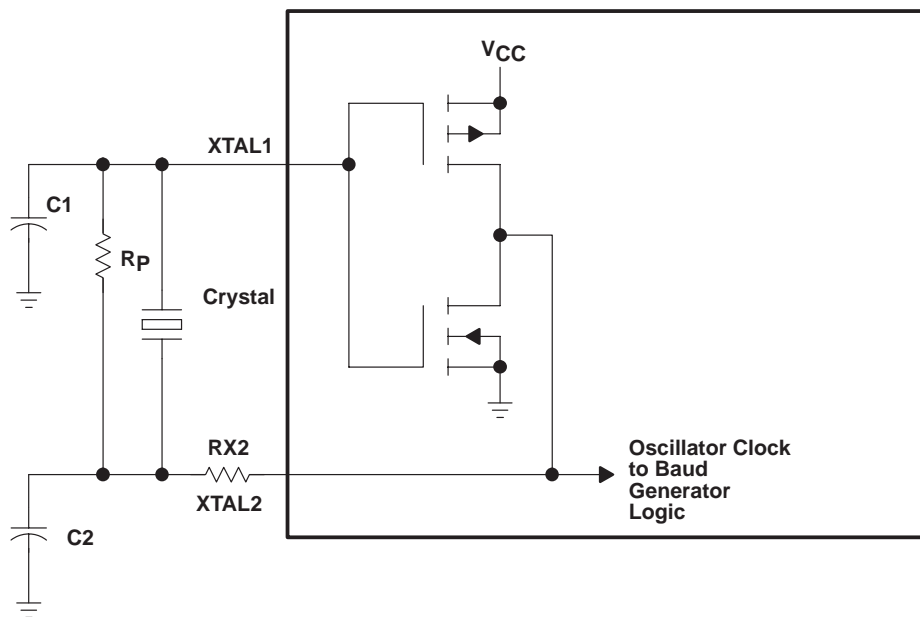 VCC
XTAL1
C1
RP
Crystal
RX2
XTAL2
Oscillator Clock
to Baud
Generator
Logic
C2